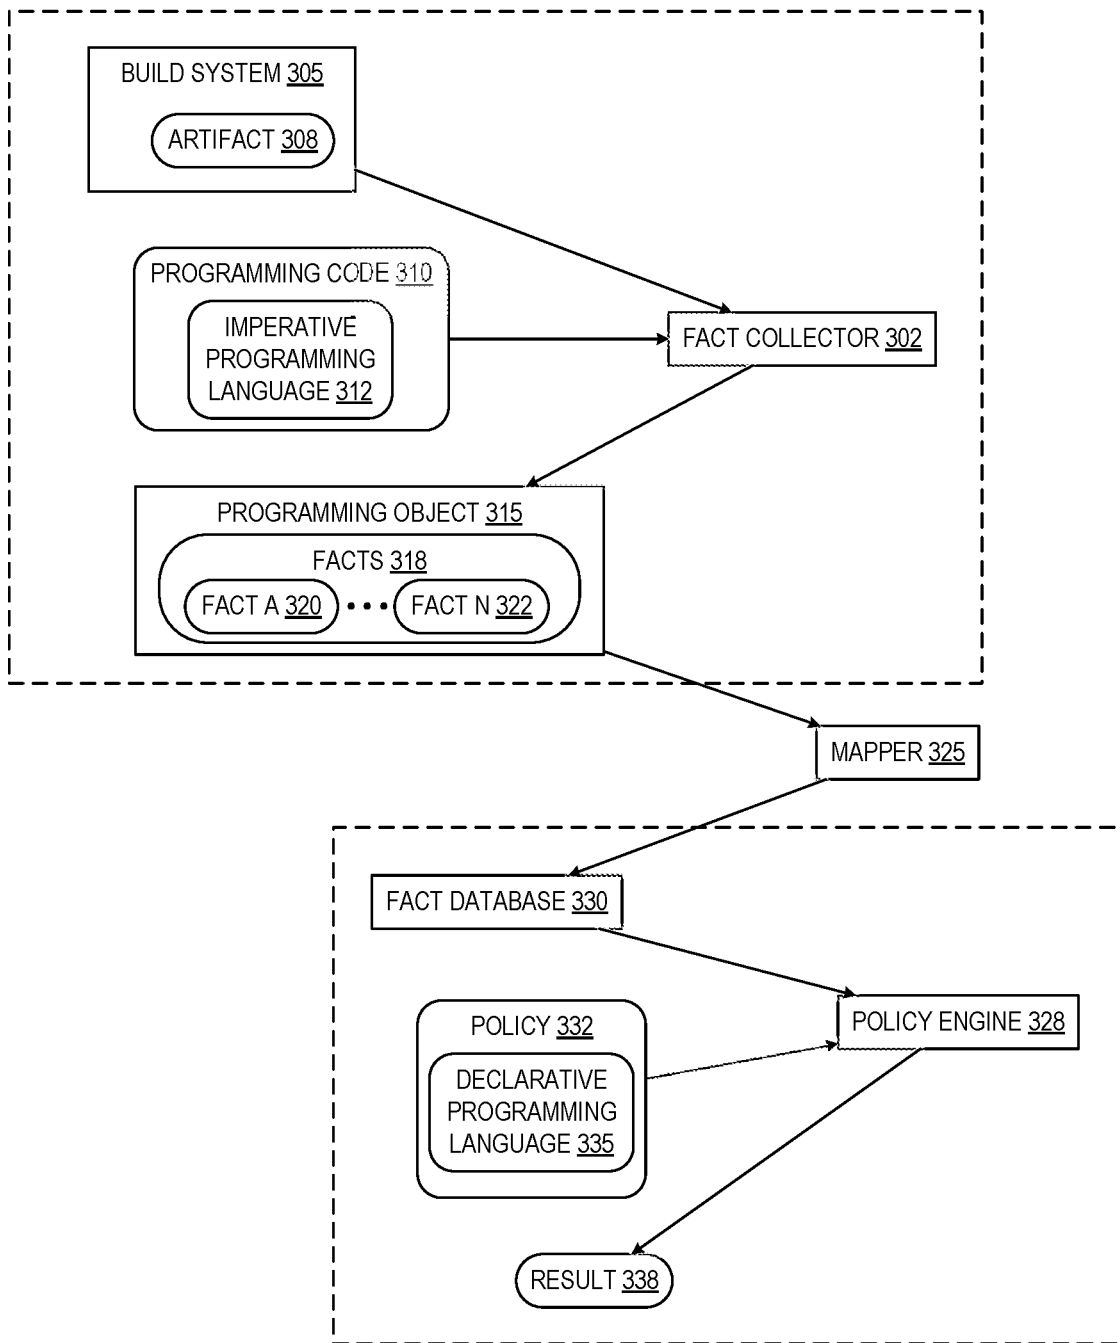 BUILD SYSTEM 305
ARTIFACT 308
PROGRAMMING CODE 310
IMPERATIVE
PROGRAMMING
LANGUAGE 312
FACT COLLECTOR 302
PROGRAMMING OBJECT 315
FACTS 318
FACT A 320 ••• FACT N 322
MAPPER 325
FACT DATABASE 330
POLICY ENGINE 328
POLICY 332
DECLARATIVE
PROGRAMMING
LANGUAGE 335
RESULT 338